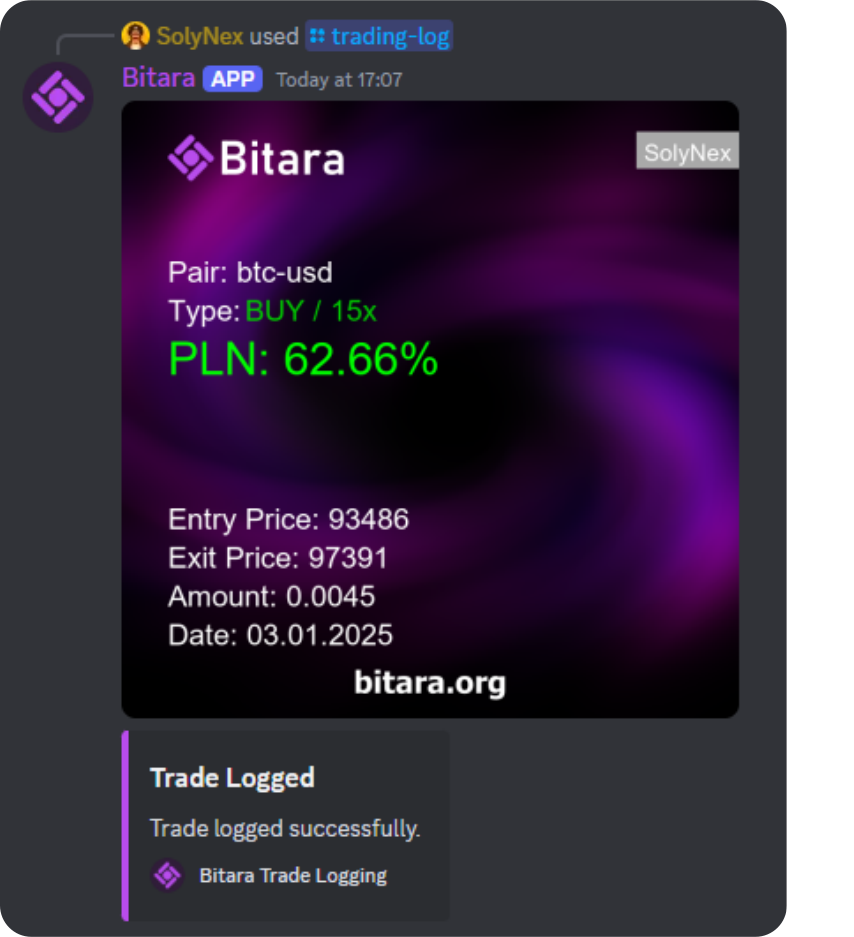 SolyNex used trading-log
Bitara APP Today at 17:07
Bitara
SolyNex
Pair: btc-usd
Type: BUY / 15x
PLN: 62.66%
Entry Price: 93486
Exit Price: 97391
Amount: 0.0045
Date: 03.01.2025
bitara.org
Trade Logged
Trade logged successfully.
Bitara Trade Logging